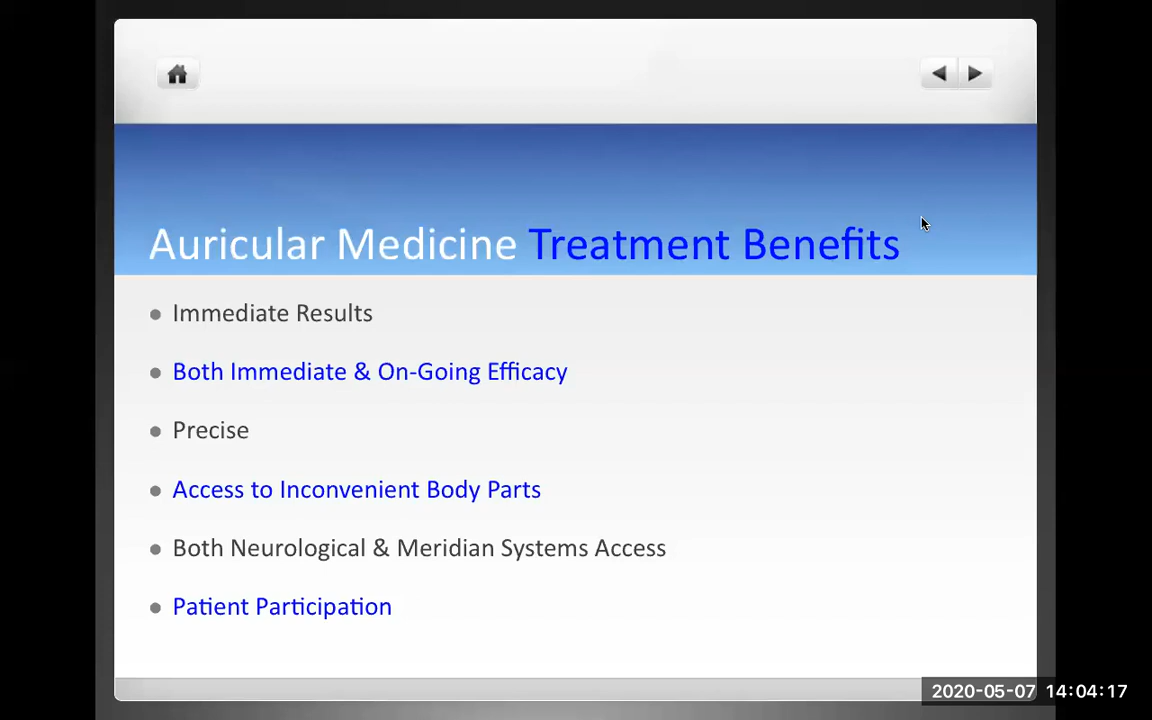 Auricular Medicine Treatment Benefits
Immediate Results
Both Immediate & On-Going Efficacy
Precise
Access to Inconvenient Body Parts
Both Neurological & Meridian Systems Access
Patient Participation
2020-05-07 14:04:17